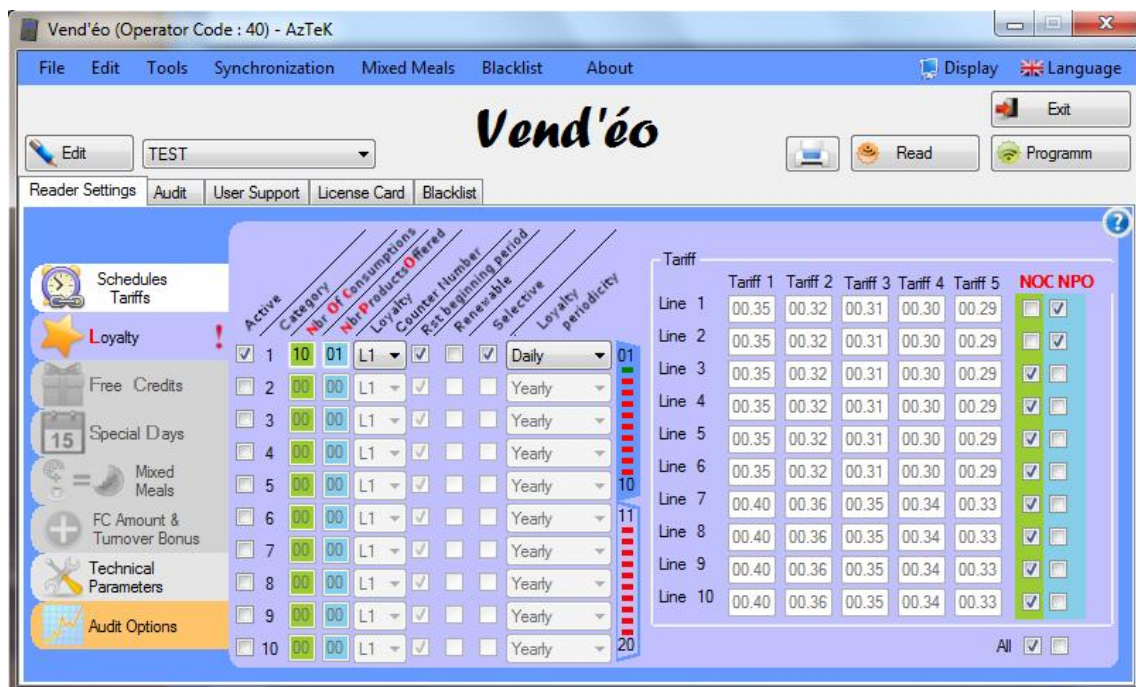 Vend'éo (Operator Code : 40) - AzTeK
File Edit Tools Synchronization Mixed Meals Blacklist About Display Language
Vend'éo
Exit
Edit TEST Read Programm
Reader Settings Audit User Support License Card Blacklist
?
Schedules
Tariffs
Loyalty !
Free Credits
15 Special Days
= Mixed
Meals
FC Amount &
Turnover Bonus
Technical
Parameters
Audit Options
Active
Category
Nbr Of Consumptions
Nbr Products Offered
Loyalty
Counter Number
Rst beginning period
Renewable
Selective
Loyalty
periodicity
1 10 01 L1 Daily 01
2 00 00 L1 Yearly
3 00 00 L1 Yearly
4 00 00 L1 Yearly
5 00 00 L1 Yearly 10
6 00 00 L1 Yearly 11
7 00 00 L1 Yearly
8 00 00 L1 Yearly
9 00 00 L1 Yearly
10 00 00 L1 Yearly 20
Tariff
Tariff 1 Tariff 2 Tariff 3 Tariff 4 Tariff 5 NOC NPO
Line 1 00.35 00.32 00.31 00.30 00.29
Line 2 00.35 00.32 00.31 00.30 00.29
Line 3 00.35 00.32 00.31 00.30 00.29
Line 4 00.35 00.32 00.31 00.30 00.29
Line 5 00.35 00.32 00.31 00.30 00.29
Line 6 00.35 00.32 00.31 00.30 00.29
Line 7 00.40 00.36 00.35 00.34 00.33
Line 8 00.40 00.36 00.35 00.34 00.33
Line 9 00.40 00.36 00.35 00.34 00.33
Line 10 00.40 00.36 00.35 00.34 00.33
All